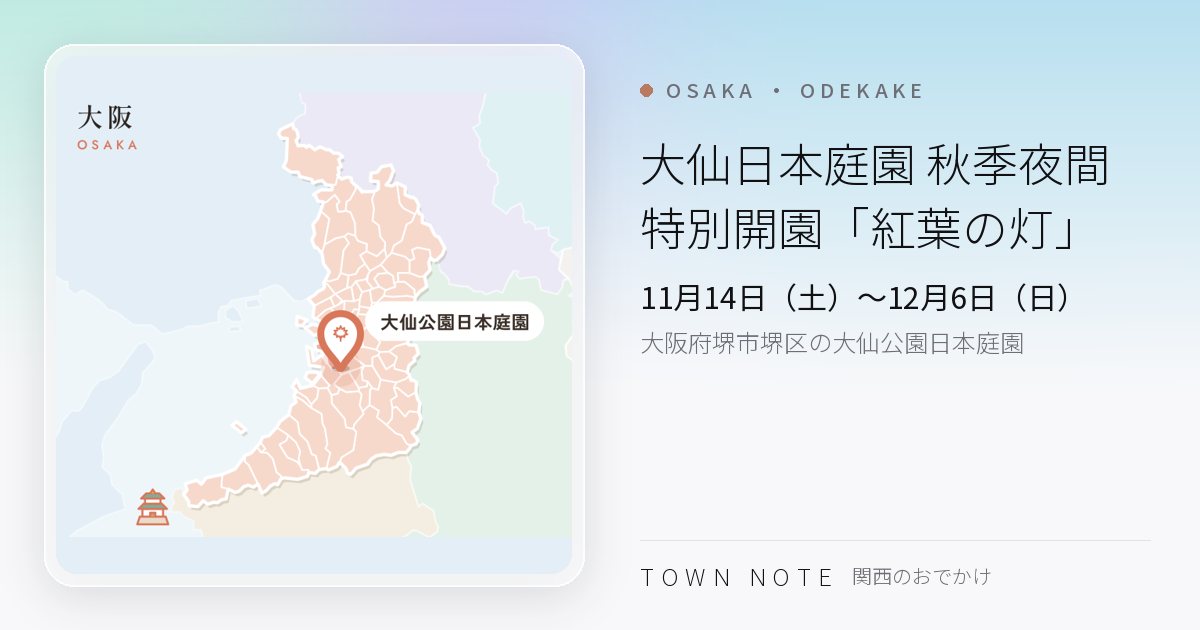 大阪
OSAKA
大仙公園日本庭園
OSAKA ・ ODEKAKE
大仙日本庭園 秋季夜間
特別開園「紅葉の灯」
11月14日（土）～12月6日（日）
大阪府堺市堺区の大仙公園日本庭園
TOWN NOTE 関西のおでかけ